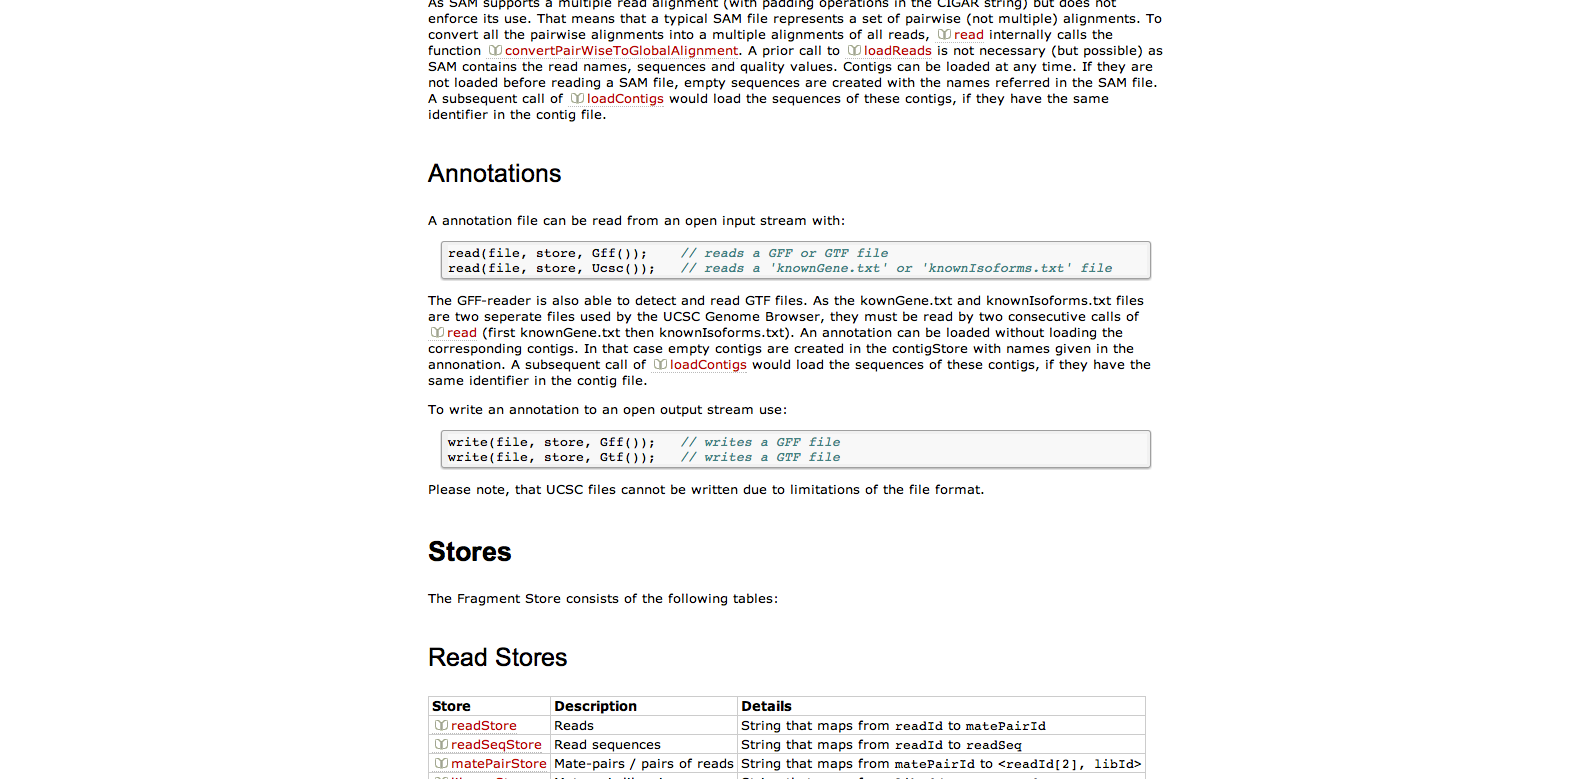 As SAM supports a multiple read alignment (with padding operations in the CIGAR string) but does not
enforce its use. That means that a typical SAM file represents a set of pairwise (not multiple) alignments. To
convert all the pairwise alignments into a multiple alignments of all reads, read internally calls the
function convertPairWiseToGlobalAlignment. A prior call to loadReads is not necessary (but possible) as
SAM contains the read names, sequences and quality values. Contigs can be loaded at any time. If they are
not loaded before reading a SAM file, empty sequences are created with the names referred in the SAM file.
A subsequent call of loadContigs would load the sequences of these contigs, if they have the same
identifier in the contig file.
Annotations
A annotation file can be read from an open input stream with:
read(file, store, Gff());    // reads a GFF or GTF file
read(file, store, Ucsc());   // reads a 'knownGene.txt' or 'knownIsoforms.txt' file
The GFF-reader is also able to detect and read GTF files. As the kownGene.txt and knownIsoforms.txt files
are two seperate files used by the UCSC Genome Browser, they must be read by two consecutive calls of
read (first knownGene.txt then knownIsoforms.txt). An annotation can be loaded without loading the
corresponding contigs. In that case empty contigs are created in the contigStore with names given in the
annonation. A subsequent call of loadContigs would load the sequences of these contigs, if they have the
same identifier in the contig file.
To write an annotation to an open output stream use:
write(file, store, Gff());   // writes a GFF file
write(file, store, Gtf());   // writes a GTF file
Please note, that UCSC files cannot be written due to limitations of the file format.
Stores
The Fragment Store consists of the following tables:
Read Stores
Store Description Details
readStore Reads String that maps from readId to matePairId
readSeqStore Read sequences String that maps from readId to readSeq
matePairStore Mate-pairs / pairs of reads String that maps from matePairId to <readId[2], libId>